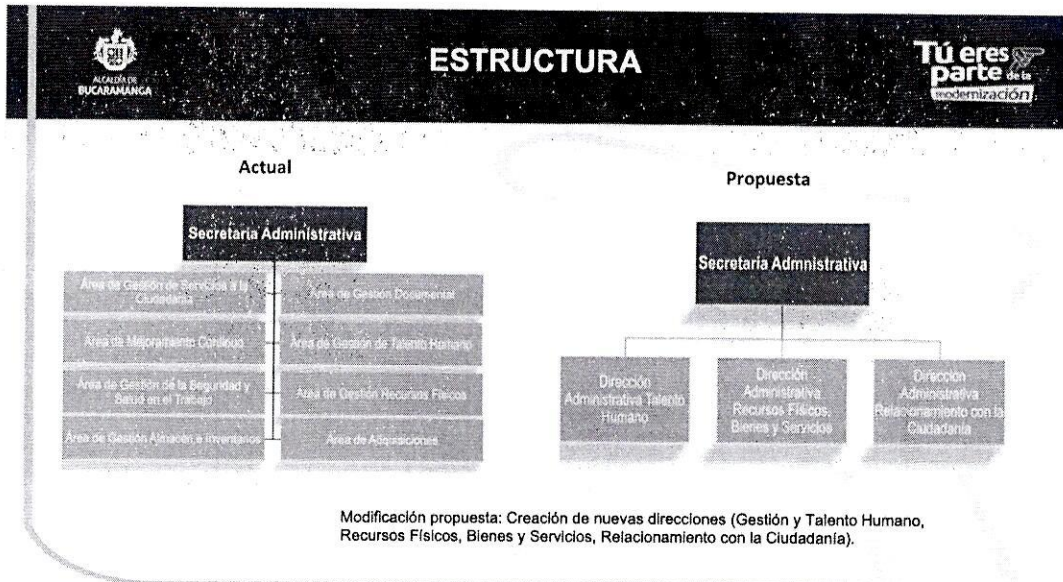 ALCALDÍA DE
BUCARAMANGA
ESTRUCTURA
Tú eres
parte de la
modernización
Actual
Secretaria Administrativa
Área de Gestión de Servicios a la
Ciudadanía
Área de Gestión Documental
Área de Mejoramiento Continuo
Área de Gestión de Talento Humano
Área de Gestión de la Seguridad y
Salud en el Trabajo
Área de Gestión Recursos Físicos
Área de Gestión Almacén e Inventarios
Área de Adquisiciones
Propuesta
Secretaria Admnistrativa
Dirección
Administrativa Talento
Humano
Dirección
Administrativa
Recursos Físicos,
Bienes y Servicios
Dirección
Administrativa
Relacionamiento con la
Ciudadanía
Modificación propuesta: Creación de nuevas direcciones (Gestión y Talento Humano,
Recursos Físicos, Bienes y Servicios, Relacionamiento con la Ciudadanía).